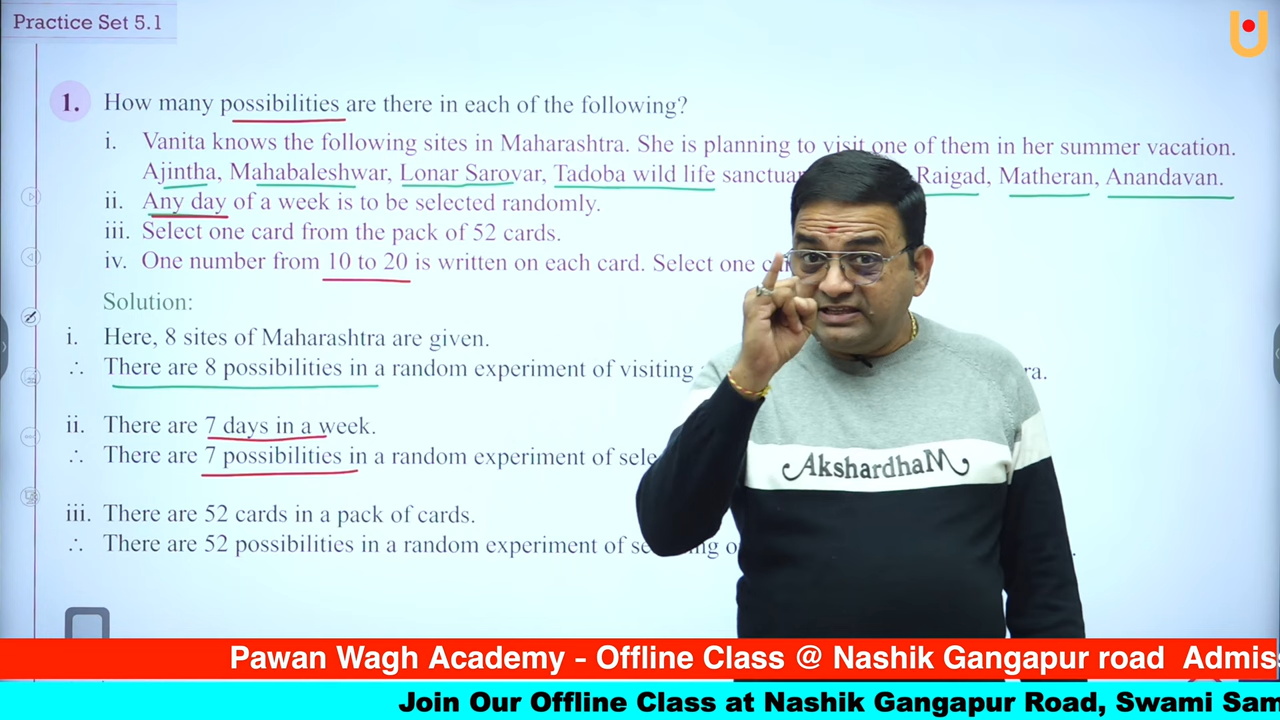 Practice Set 5.1
1. How many possibilities are there in each of the following?
i. Vanita knows the following sites in Maharashtra. She is planning to visit one of them in her summer vacation.
Ajintha, Mahabaleshwar, Lonar Sarovar, Tadoba wild life Raigad, Matheran, Anandavan.
ii. Any day of a week is to be selected randomly.
iii. Select one card from the pack of 52 cards.
iv. One number from 10 to 20 is written on each card. Select one
Solution:
i. Here, 8 sites of Maharashtra are given.
∴ There are 8 possibilities in a random experiment of visiting
ii. There are 7 days in a week.
∴ There are 7 possibilities in a random experiment of
iii. There are 52 cards in a pack of cards.
∴ There are 52 possibilities in a random experiment of
AkshardhaM
Pawan Wagh Academy - Offline Class @ Nashik Gangapur road
Join Our Offline Class at Nashik Gangapur Road, Swami